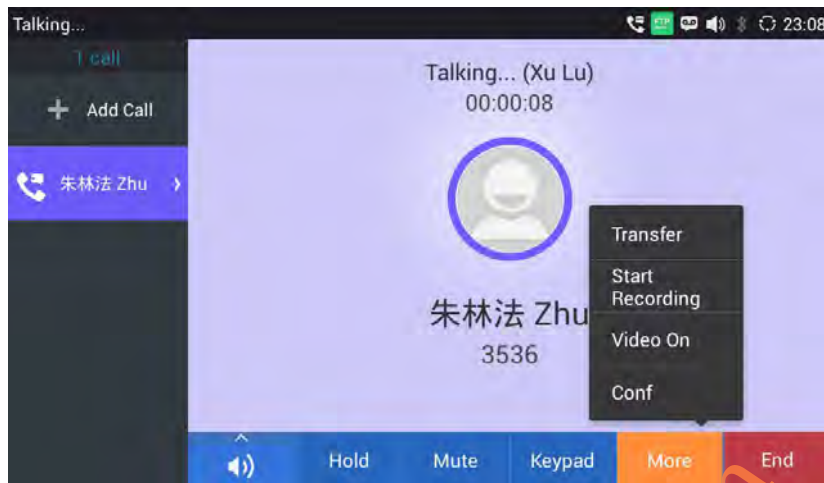 Talking...
23:08
1 call
Add Call
朱林法 Zhu
Talking... (Xu Lu)
00:00:08
朱林法 Zhu
3536
Transfer
Start
Recording
Video On
Conf
Hold
Mute
Keypad
More
End